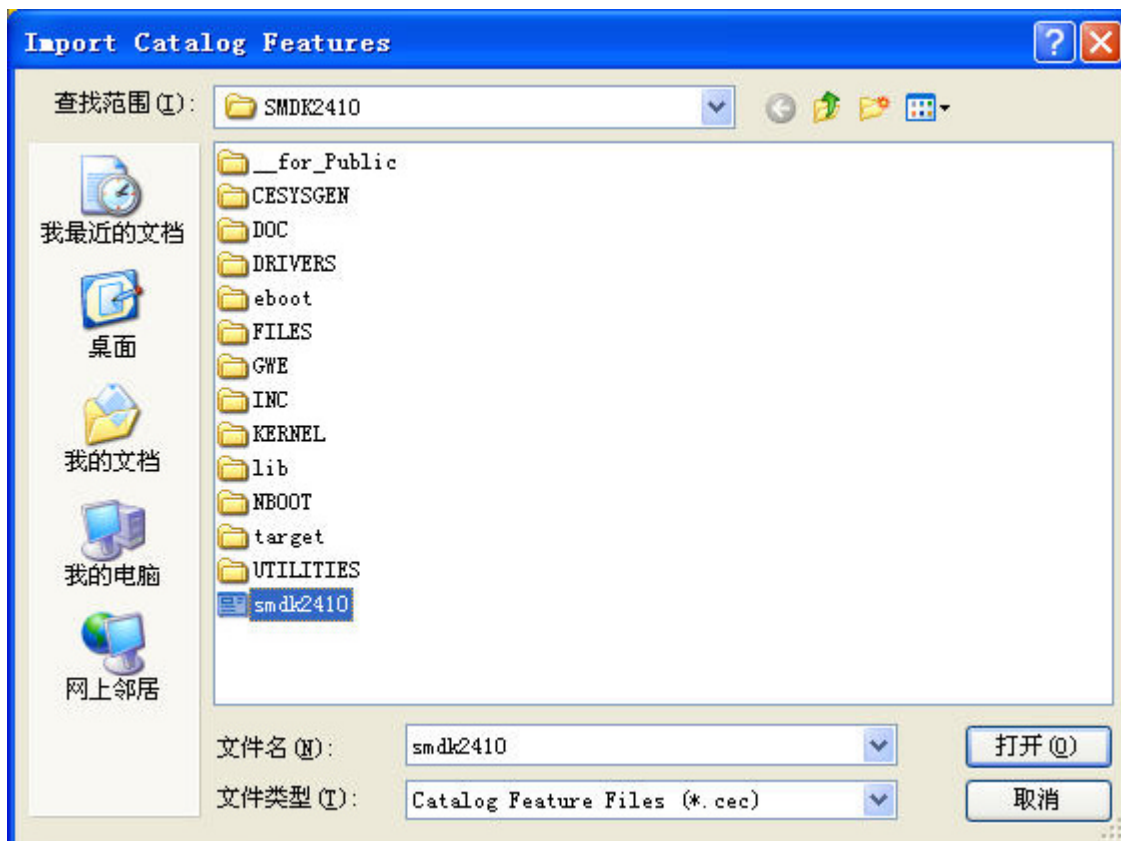 Import Catalog Features
查找范围(I):
SMDK2410
__for_Public
CESYSGEN
DOC
DRIVERS
eboot
FILES
GWE
INC
KERNEL
lib
NBOOT
target
UTILITIES
smdk2410
我最近的文档
桌面
我的文档
我的电脑
网上邻居
文件名(N):
smdk2410
打开(O)
文件类型(T):
Catalog Feature Files (*.cec)
取消